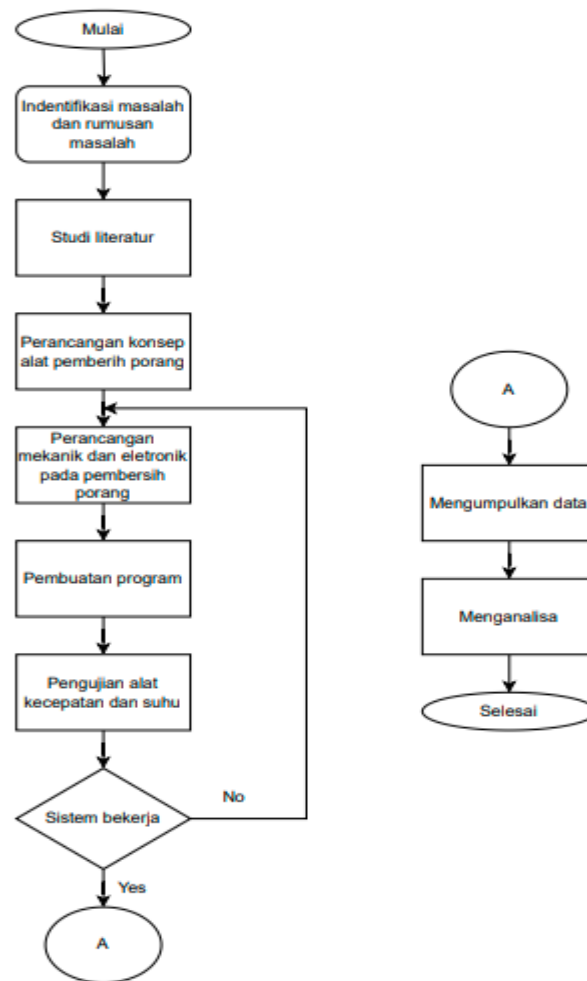 Mulai
Indentifikasi masalah
dan rumusan
masalah
Studi literatur
Perancangan konsep
alat pemberih porang
Perancangan
mekanik dan eletronik
pada pembersih
porang
Pembuatan program
Pengujian alat
kecepatan dan suhu
Sistem bekerja
No
Yes
A
A
Mengumpulkan data
Menganalisa
Selesai